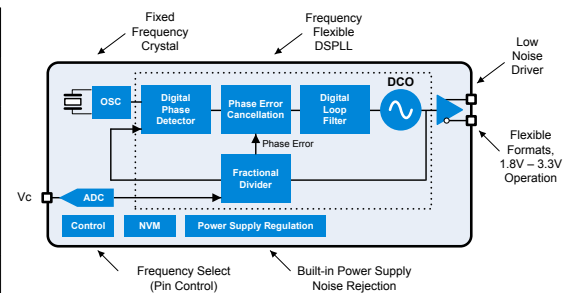 Fixed
Frequency
Crystal
Frequency
Flexible
DSPLL
Low
Noise
Driver
OSC
Digital
Phase
Detector
Phase Error
Cancellation
Digital
Loop
Filter
DCO
Phase Error
Fractional
Divider
Flexible
Formats,
1.8V – 3.3V
Operation
Vc
ADC
Control
NVM
Power Supply Regulation
Frequency Select
(Pin Control)
Built-in Power Supply
Noise Rejection